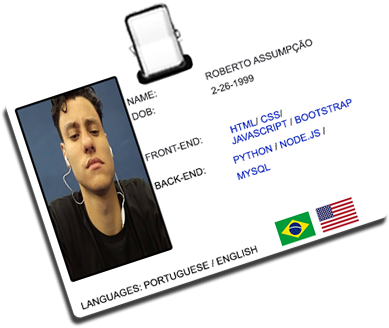 NAME: ROBERTO ASSUMPÇÃO
DOB: 2-26-1999
FRONT-END: HTML/ CSS/
JAVASCRIPT / BOOTSTRAP
BACK-END: PYTHON / NODE.JS /
MYSQL
LANGUAGES: PORTUGUESE / ENGLISH